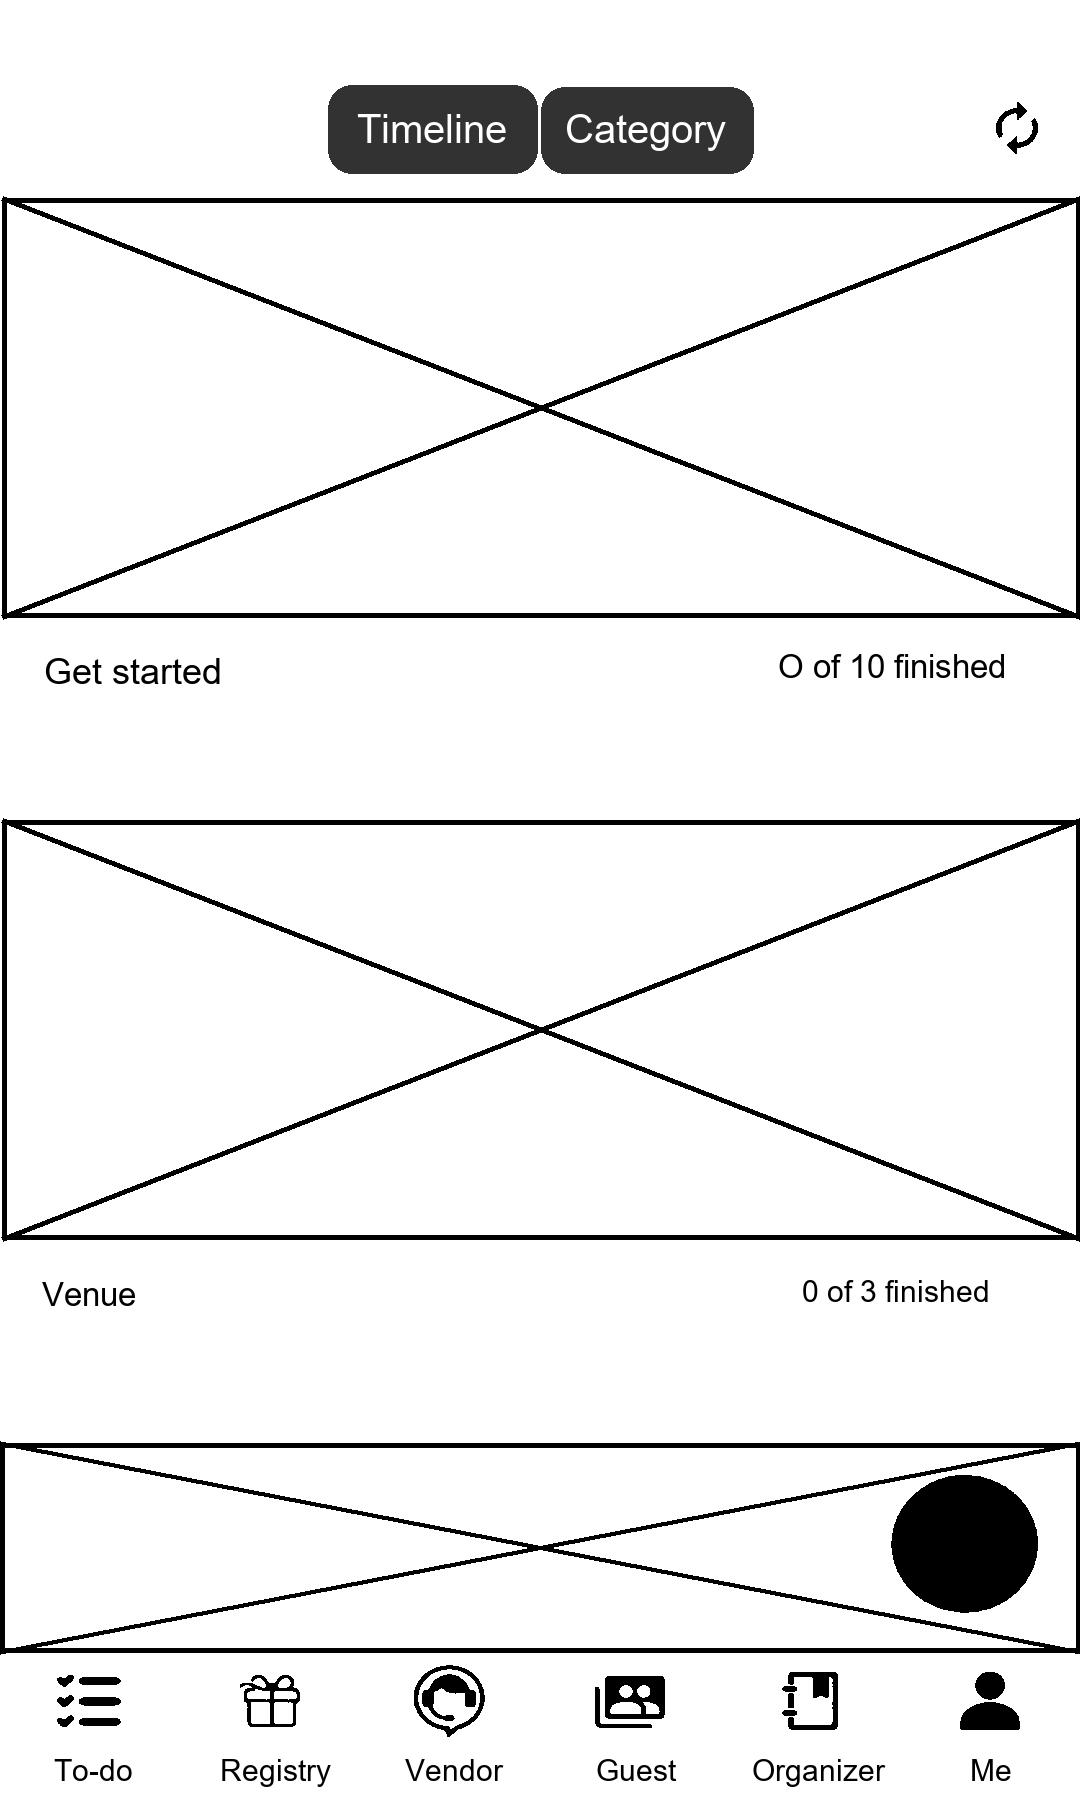 Timeline Category
Get started
O of 10 finished
Venue
0 of 3 finished
To-do Registry Vendor Guest Organizer Me